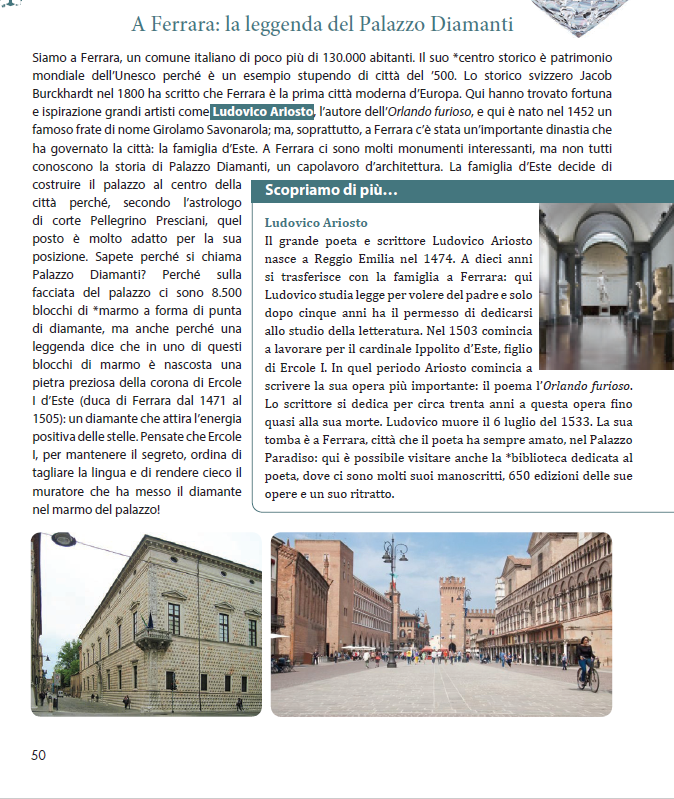 A Ferrara: la leggenda del Palazzo Diamanti
Siamo a Ferrara, un comune italiano di poco più di 130.000 abitanti. Il suo *centro storico è patrimonio
mondiale dell'Unesco perché è un esempio stupendo di città del '500. Lo storico svizzero Jacob
Burckhardt nel 1800 ha scritto che Ferrara è la prima città moderna d'Europa. Qui hanno trovato fortuna
e ispirazione grandi artisti come Ludovico Ariosto, l'autore dell'Orlando furioso, e qui è nato nel 1452 un
famoso frate di nome Girolamo Savonarola; ma, soprattutto, a Ferrara c'è stata un'importante dinastia che
ha governato la città: la famiglia d'Este. A Ferrara ci sono molti monumenti interessanti, ma non tutti
conoscono la storia di Palazzo Diamanti, un capolavoro d'architettura. La famiglia d'Este decide di
costruire il palazzo al centro della
città perché, secondo l'astrologo
di corte Pellegrino Presciani, quel
posto è molto adatto per la sua
posizione. Sapete perché si chiama
Palazzo Diamanti? Perché sulla
facciata del palazzo ci sono 8.500
blocchi di *marmo a forma di punta
di diamante, ma anche perché una
leggenda dice che in uno di questi
blocchi di marmo è nascosta una
pietra preziosa della corona di Ercole
I d'Este (duca di Ferrara dal 1471 al
1505): un diamante che attira l'energia
positiva delle stelle. Pensate che Ercole
I, per mantenere il segreto, ordina di
tagliare la lingua e di rendere cieco il
muratore che ha messo il diamante
nel marmo del palazzo!
Scopriamo di più...
Ludovico Ariosto
Il grande poeta e scrittore Ludovico Ariosto
nasce a Reggio Emilia nel 1474. A dieci anni
si trasferisce con la famiglia a Ferrara: qui
Ludovico studia legge per volere del padre e solo
dopo cinque anni ha il permesso di dedicarsi
allo studio della letteratura. Nel 1503 comincia
a lavorare per il cardinale Ippolito d'Este, figlio
di Ercole I. In quel periodo Ariosto comincia a
scrivere la sua opera più importante: il poema l'Orlando furioso.
Lo scrittore si dedica per circa trenta anni a questa opera fino
quasi alla sua morte. Ludovico muore il 6 luglio del 1533. La sua
tomba è a Ferrara, città che il poeta ha sempre amato, nel Palazzo
Paradiso: qui è possibile visitare anche la *biblioteca dedicata al
poeta, dove ci sono molti suoi manoscritti, 650 edizioni delle sue
opere e un suo ritratto.
50